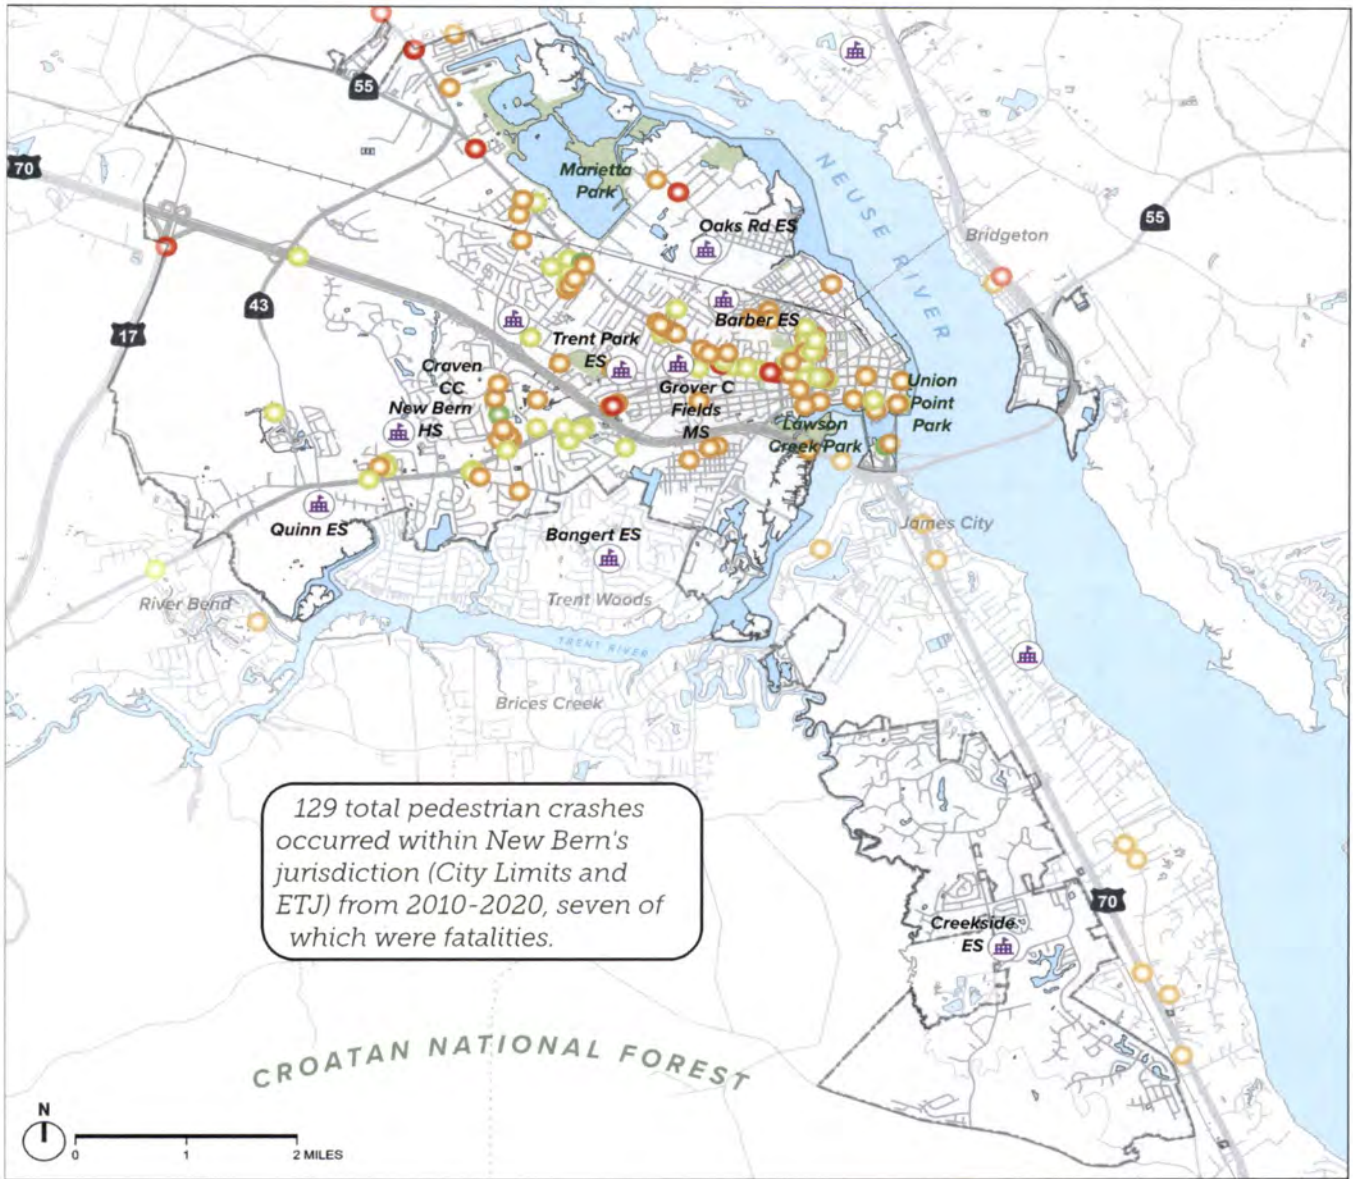 55
70
Marietta
Park
NEUSE RIVER
Oaks Rd ES
Bridgeton
55
43
17
Barber ES
Trent Park
ES
Craven
CC
Grover C
Fields
MS
New Bern
HS
Union
Point
Park
Lawson
Creek Park
Quinn ES
James City
Bangert ES
River Bend
Trent Woods
TRENT RIVER
Brices Creek
129 total pedestrian crashes
occurred within New Bern's
jurisdiction (City Limits and
ETJ) from 2010-2020, seven of
which were fatalities.
70
Creekside
ES
CROATAN NATIONAL FOREST
N
0 1 2 MILES